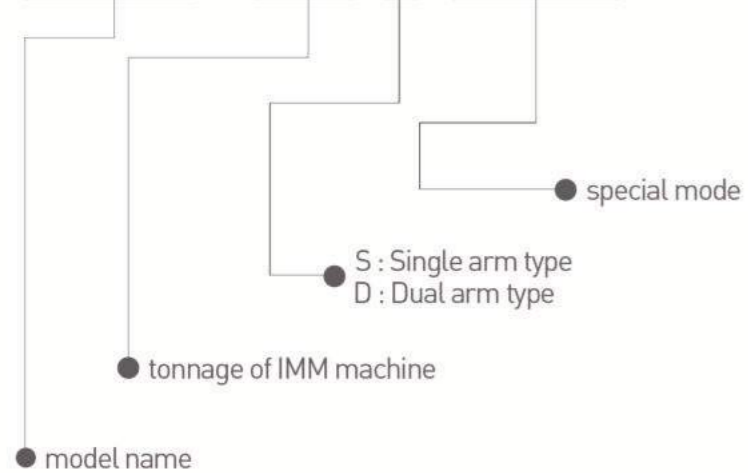 special mode
S : Single arm type
D : Dual arm type
tonnage of IMM machine
model name